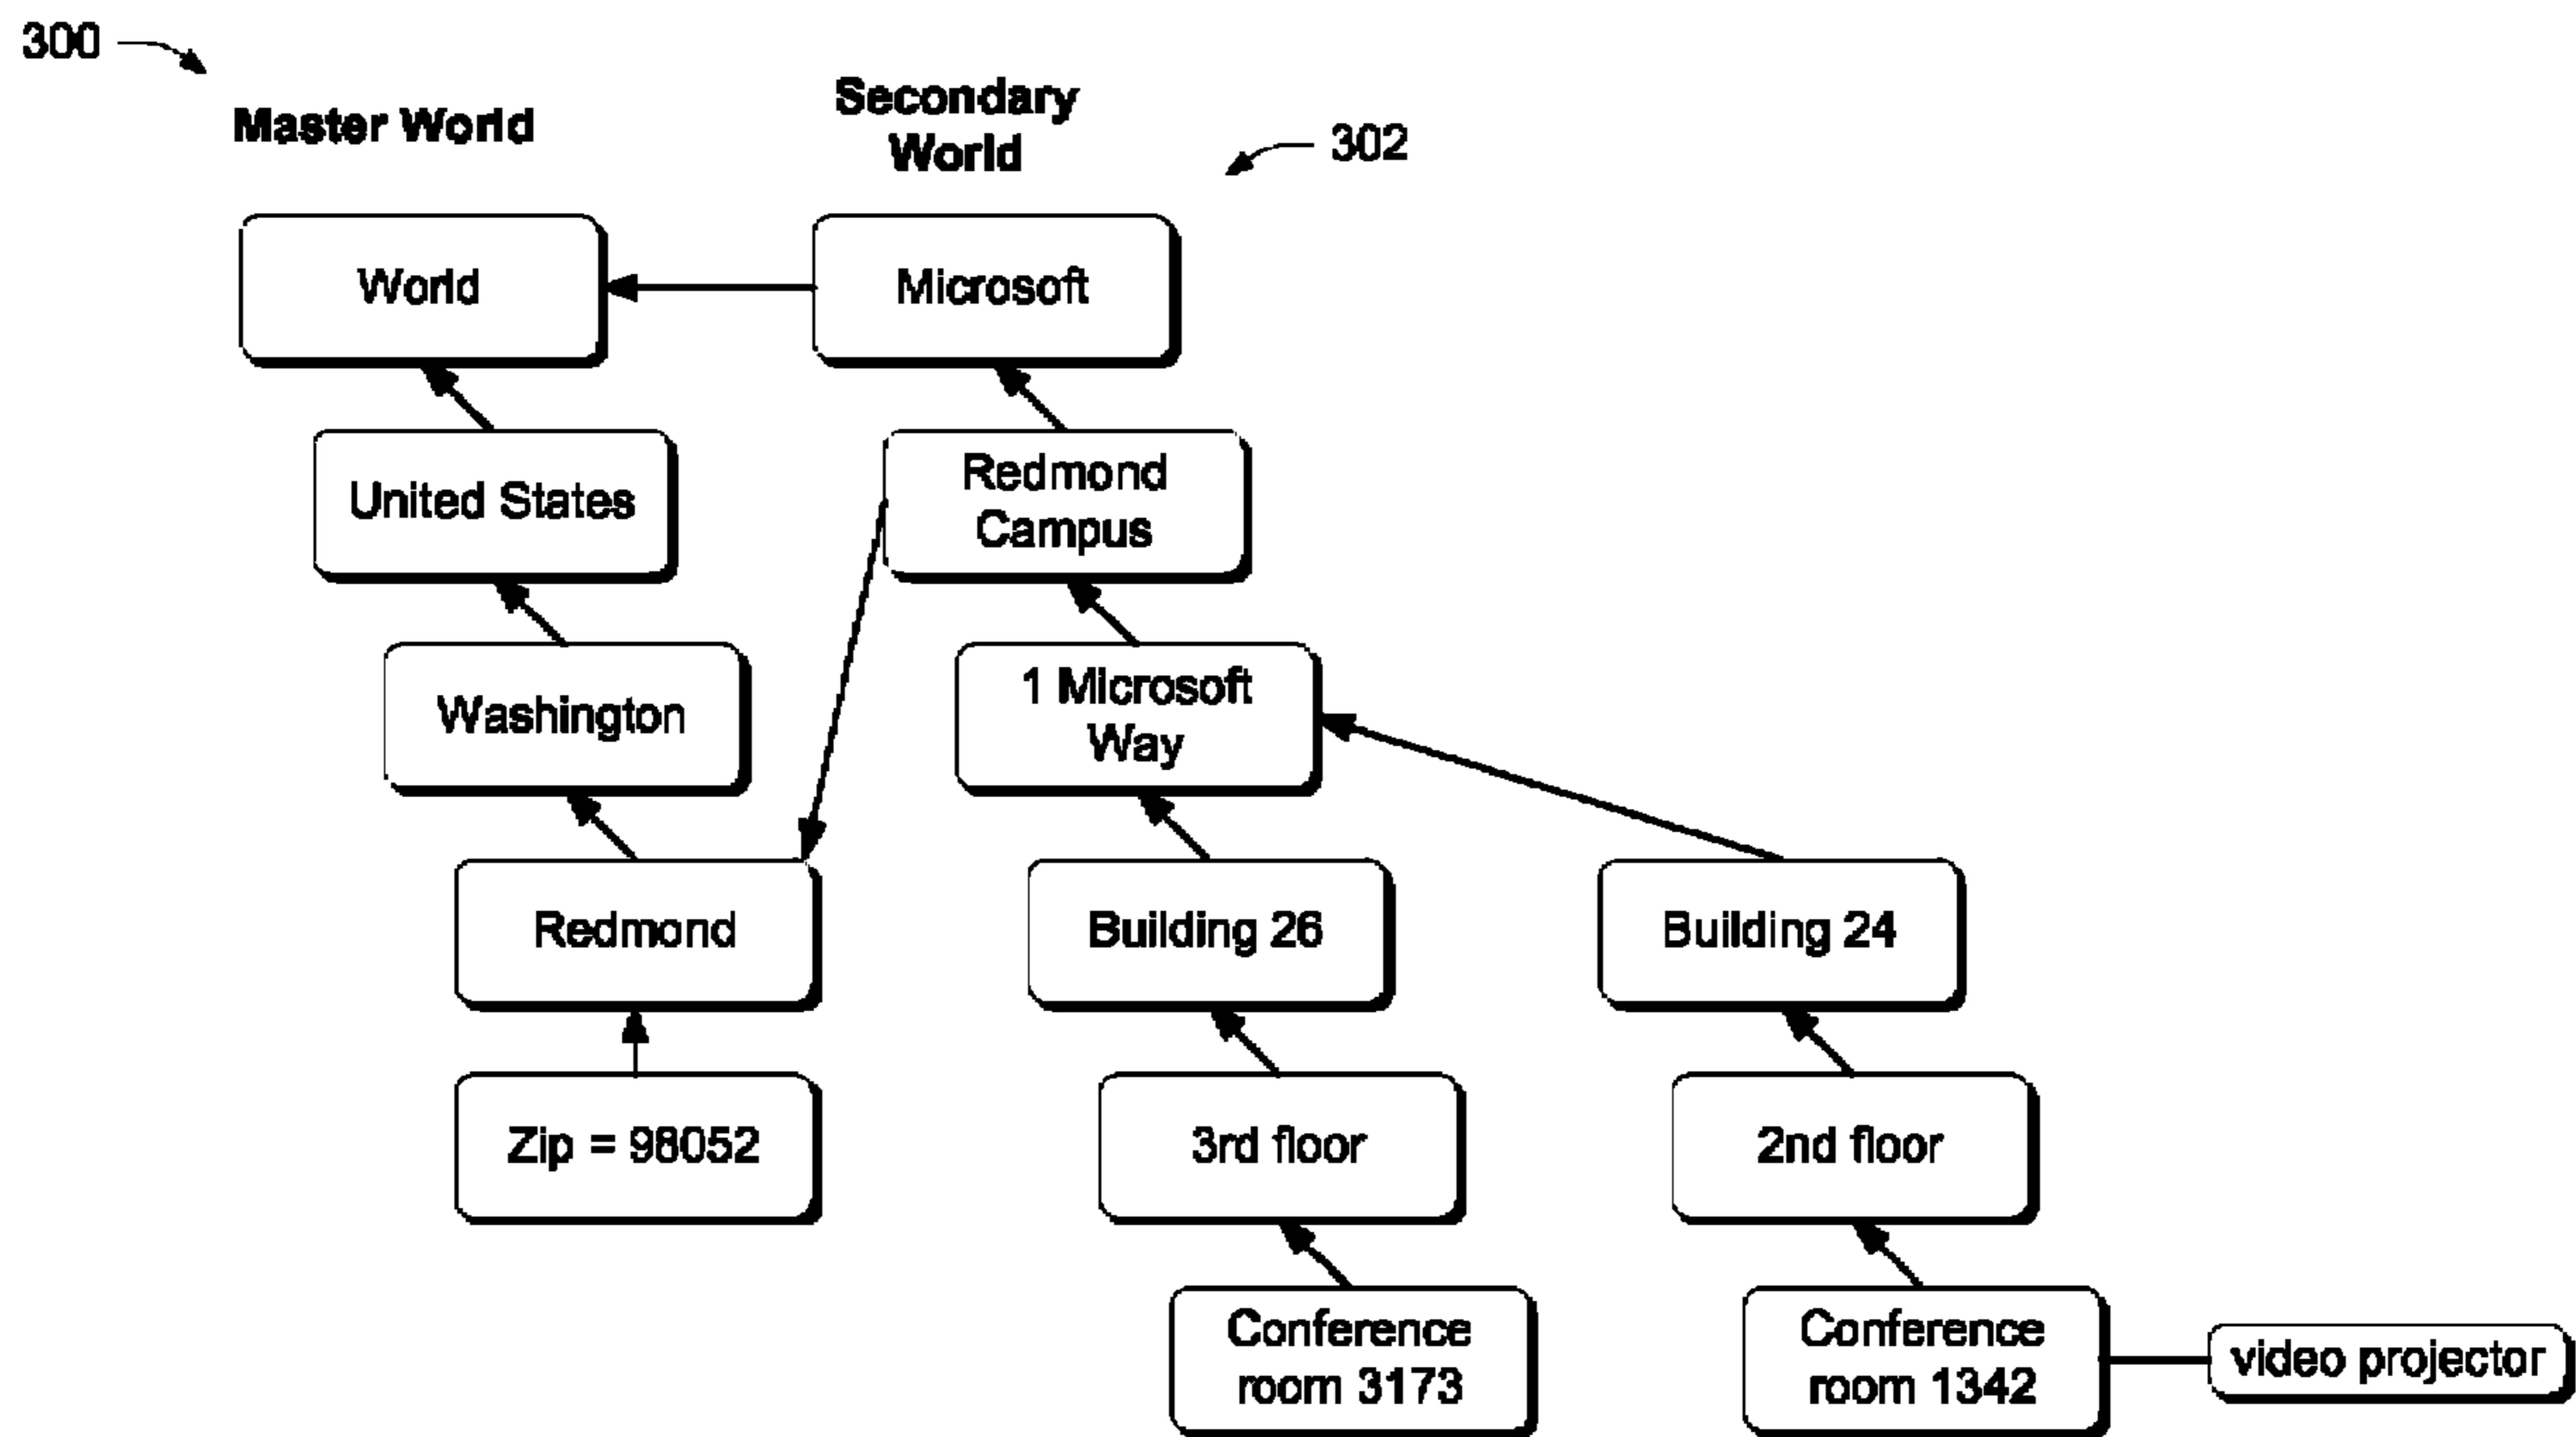 300
Master World
Secondary
World
302
World
Microsoft
United States
Redmond
Campus
Washington
1 Microsoft
Way
Redmond
Building 26
Building 24
Zip = 98052
3rd floor
2nd floor
Conference
room 3173
Conference
room 1342
video projector